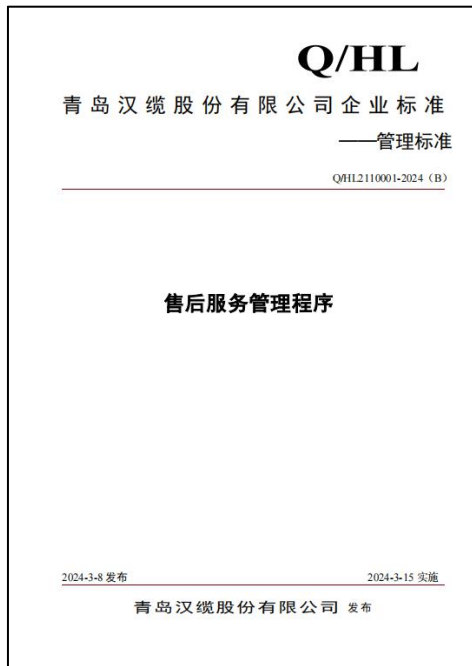 Q/HL
青岛汉缆股份有限公司企业标准
——管理标准
Q/HL2110001-2024（B）
售后服务管理程序
2024-3-8 发布 2024-3-15 实施
青岛汉缆股份有限公司 发布